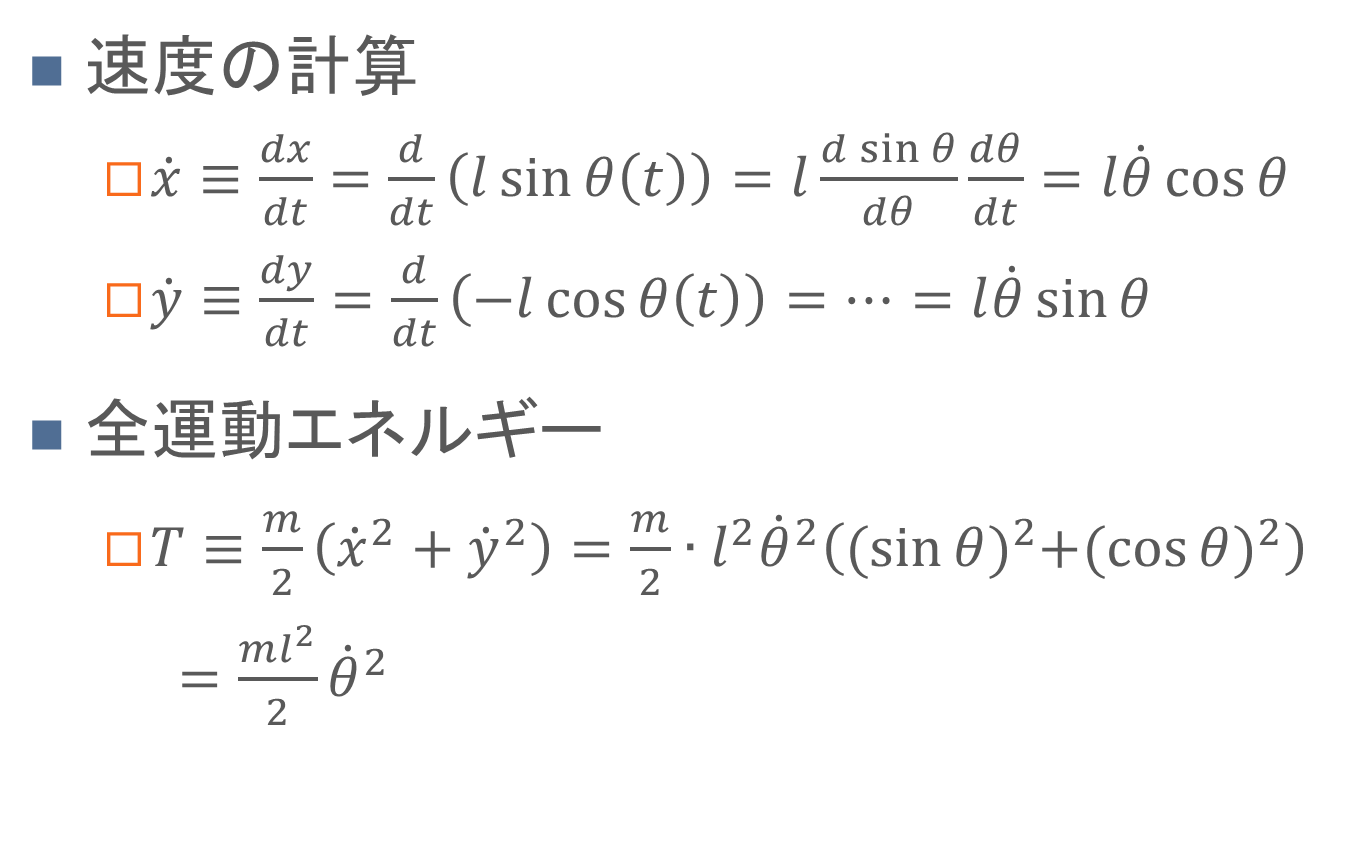 ■ 速度の計算
□ ẋ ≡ dx/dt = d/dt (l sin θ(t)) = l (d sin θ)/dθ dθ/dt = lθ̇ cos θ
□ ẏ ≡ dy/dt = d/dt (−l cos θ(t)) = ⋯ = lθ̇ sin θ
■ 全運動エネルギー
□ T ≡ m/2 (ẋ² + ẏ²) = m/2 · l²θ̇²((sin θ)²+(cos θ)²)
= ml²/2 θ̇²